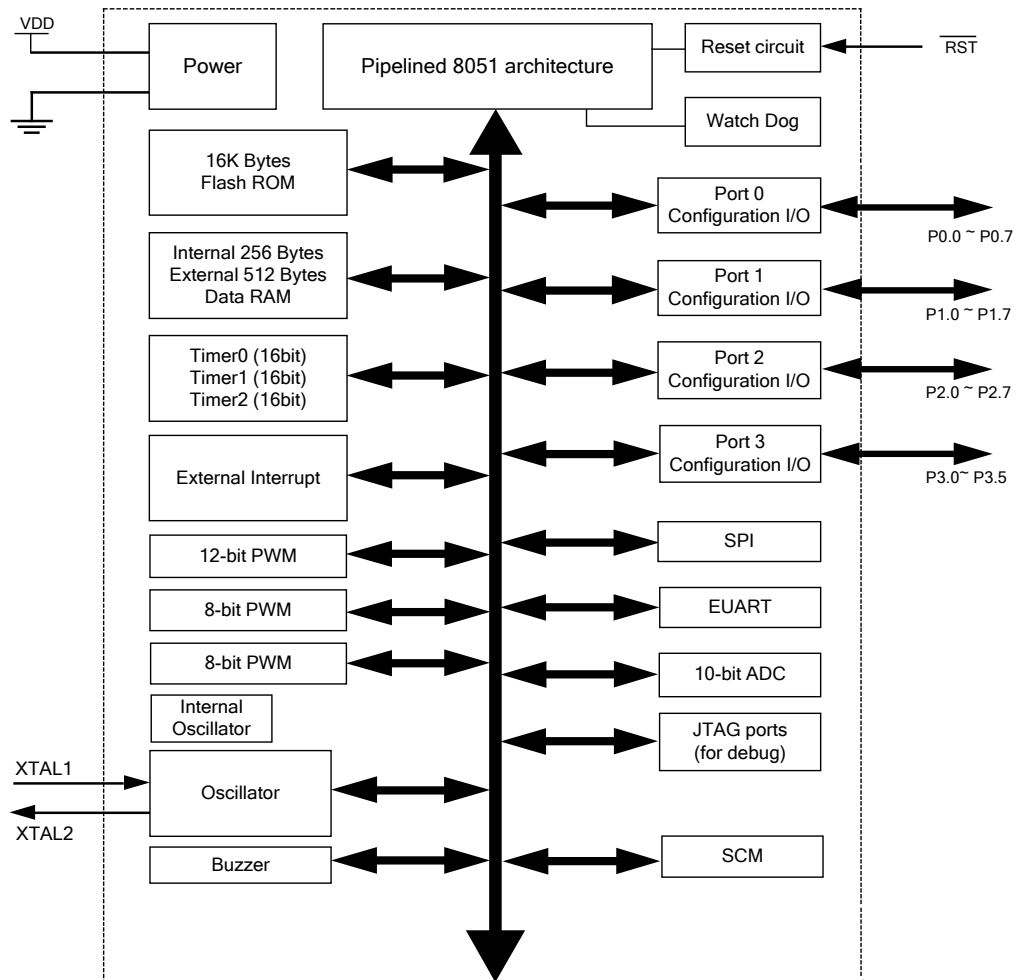 VDD
Power
Pipelined 8051 architecture
Reset circuit
RST
Watch Dog
16K Bytes
Flash ROM
Port 0
Configuration I/O
P0.0 ~ P0.7
Internal 256 Bytes
External 512 Bytes
Data RAM
Port 1
Configuration I/O
P1.0 ~ P1.7
Timer0 (16bit)
Timer1 (16bit)
Timer2 (16bit)
Port 2
Configuration I/O
P2.0 ~ P2.7
External Interrupt
Port 3
Configuration I/O
P3.0~ P3.5
12-bit PWM
SPI
8-bit PWM
EUART
8-bit PWM
10-bit ADC
Internal
Oscillator
JTAG ports
(for debug)
XTAL1
Oscillator
XTAL2
Buzzer
SCM